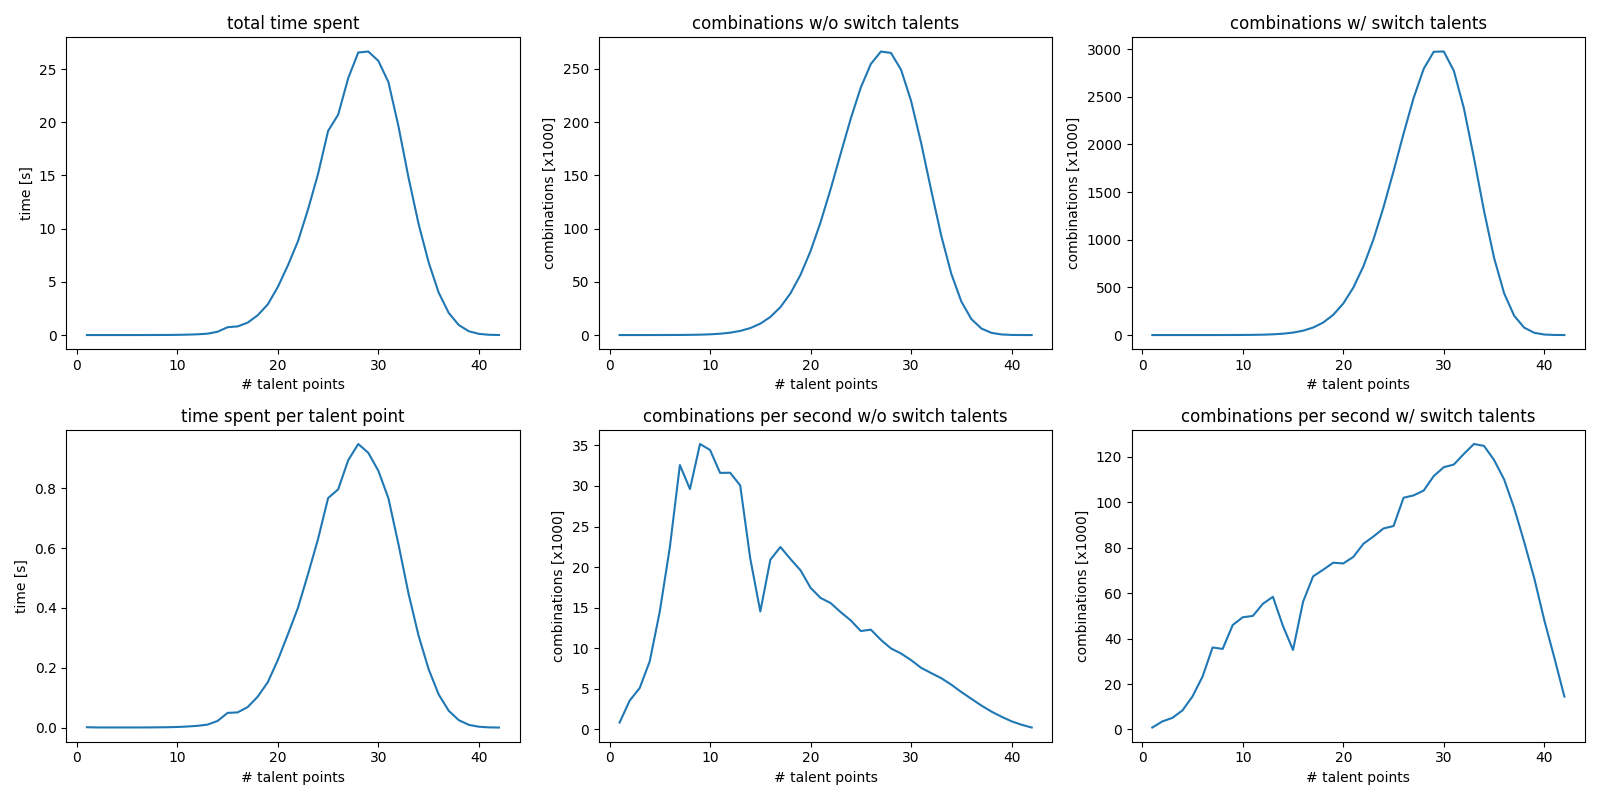 total time spent
time [s]
25
20
15
10
5
0
0 10 20 30 40
# talent points
combinations w/o switch talents
combinations [x1000]
250
200
150
100
50
0
0 10 20 30 40
# talent points
combinations w/ switch talents
combinations [x1000]
3000
2500
2000
1500
1000
500
0
0 10 20 30 40
# talent points
time spent per talent point
time [s]
0.8
0.6
0.4
0.2
0.0
0 10 20 30 40
# talent points
combinations per second w/o switch talents
combinations [x1000]
35
30
25
20
15
10
5
0
0 10 20 30 40
# talent points
combinations per second w/ switch talents
combinations [x1000]
120
100
80
60
40
20
0
0 10 20 30 40
# talent points